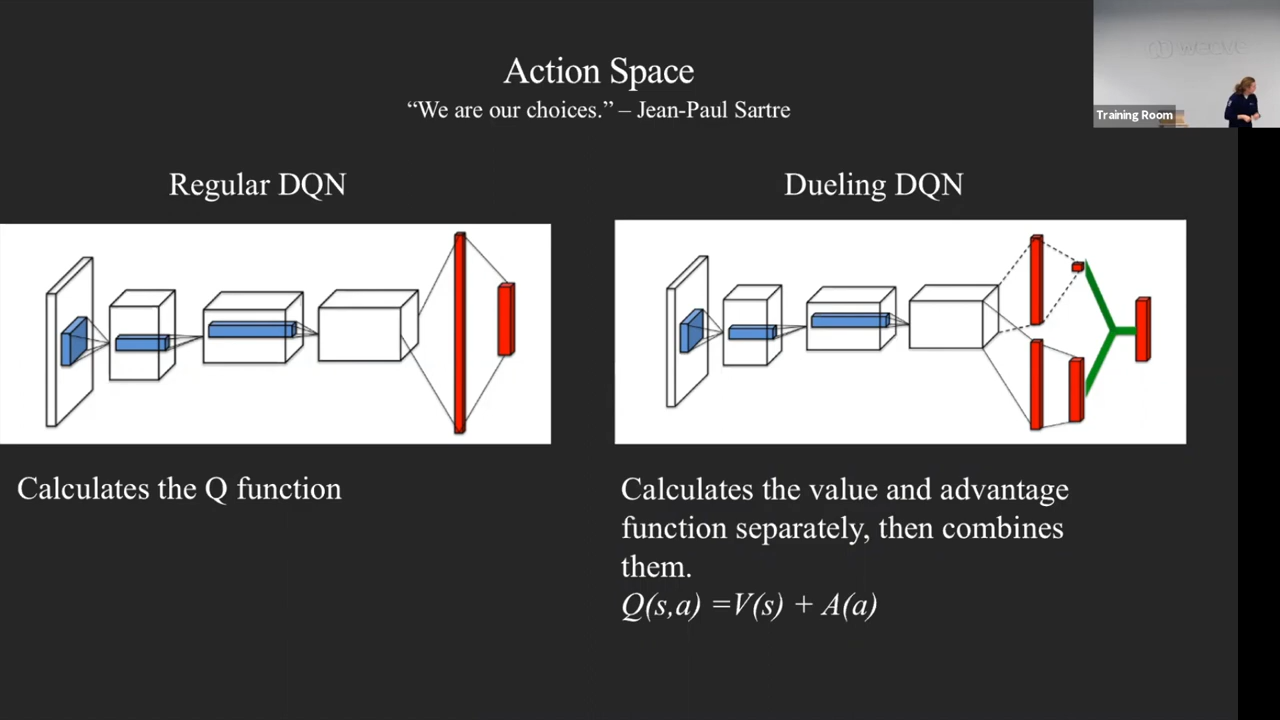 Action Space
“We are our choices.” – Jean-Paul Sartre
weave
Training Room
Regular DQN
Dueling DQN
Calculates the Q function
Calculates the value and advantage
function separately, then combines
them.
Q(s,a) =V(s) + A(a)